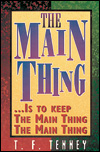 THE
MAIN
THING
...IS TO KEEP
THE MAIN THING
THE MAIN THING
T. F. TENNEY